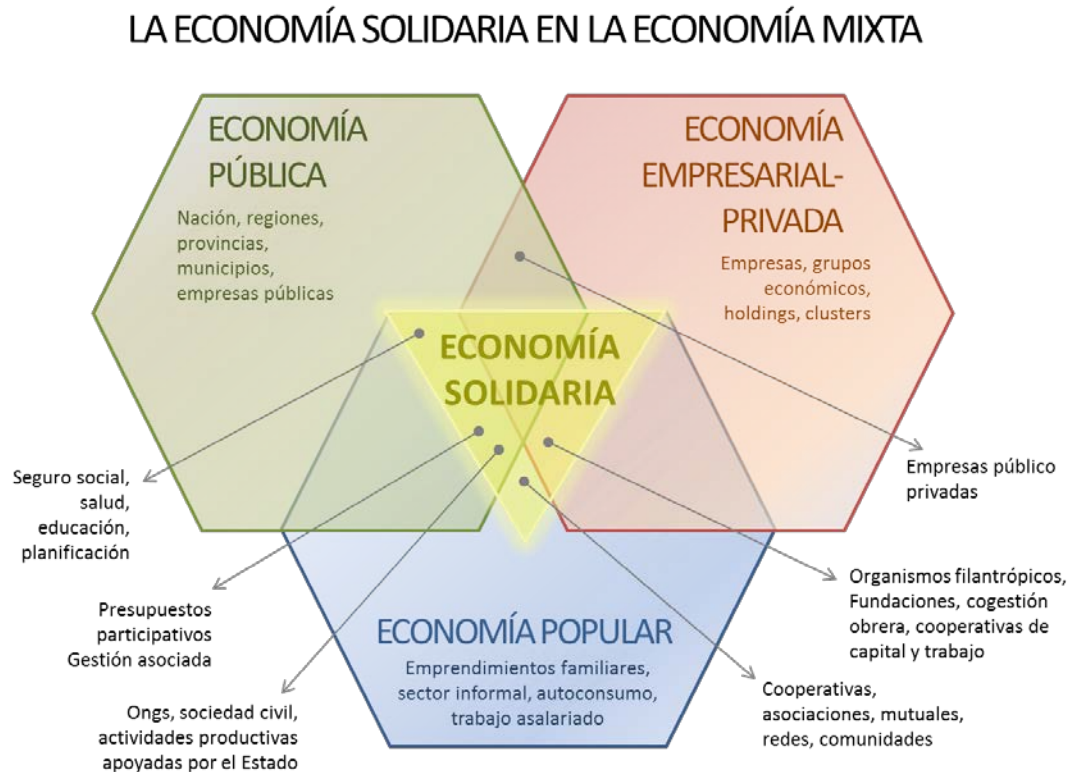 LA ECONOMÍA SOLIDARIA EN LA ECONOMÍA MIXTA
ECONOMÍA
PÚBLICA
Nación, regiones,
provincias,
municipios,
empresas públicas
ECONOMÍA
EMPRESARIAL-
PRIVADA
Empresas, grupos
económicos,
holdings, clusters
ECONOMÍA
SOLIDARIA
Seguro social,
salud,
educación,
planificación
Empresas público
privadas
Presupuestos
participativos
Gestión asociada
Organismos filantrópicos,
Fundaciones, cogestión
obrera, cooperativas de
capital y trabajo
ECONOMÍA POPULAR
Emprendimientos familiares,
sector informal, autoconsumo,
trabajo asalariado
Ongs, sociedad civil,
actividades productivas
apoyadas por el Estado
Cooperativas,
asociaciones, mutuales,
redes, comunidades